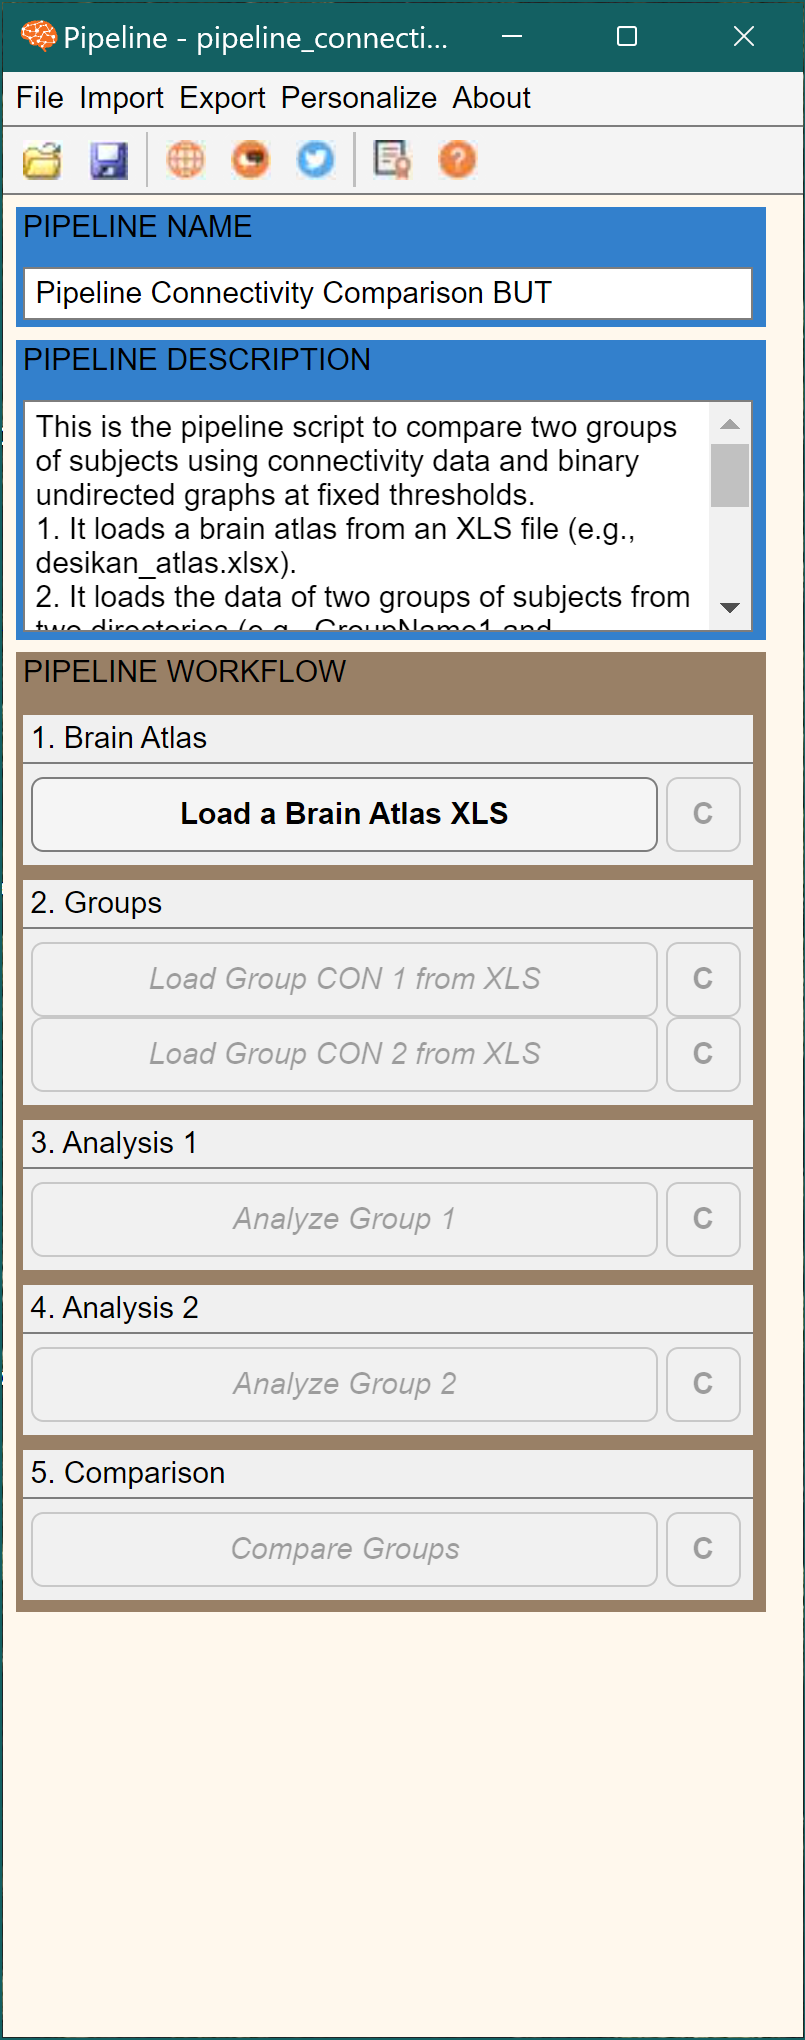 Pipeline - pipeline_connecti...
File Import Export Personalize About
PIPELINE NAME
Pipeline Connectivity Comparison BUT
PIPELINE DESCRIPTION
This is the pipeline script to compare two groups
of subjects using connectivity data and binary
undirected graphs at fixed thresholds.
1. It loads a brain atlas from an XLS file (e.g.,
desikan_atlas.xlsx).
2. It loads the data of two groups of subjects from
two directories (e.g., GroupName1 and
PIPELINE WORKFLOW
1. Brain Atlas
Load a Brain Atlas XLS C
2. Groups
Load Group CON 1 from XLS C
Load Group CON 2 from XLS C
3. Analysis 1
Analyze Group 1 C
4. Analysis 2
Analyze Group 2 C
5. Comparison
Compare Groups C